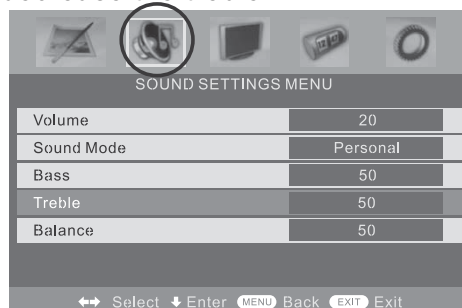 SOUND SETTINGS MENU
Volume 20
Sound Mode Personal
Bass 50
Treble 50
Balance 50
Select Enter MENU Back EXIT Exit